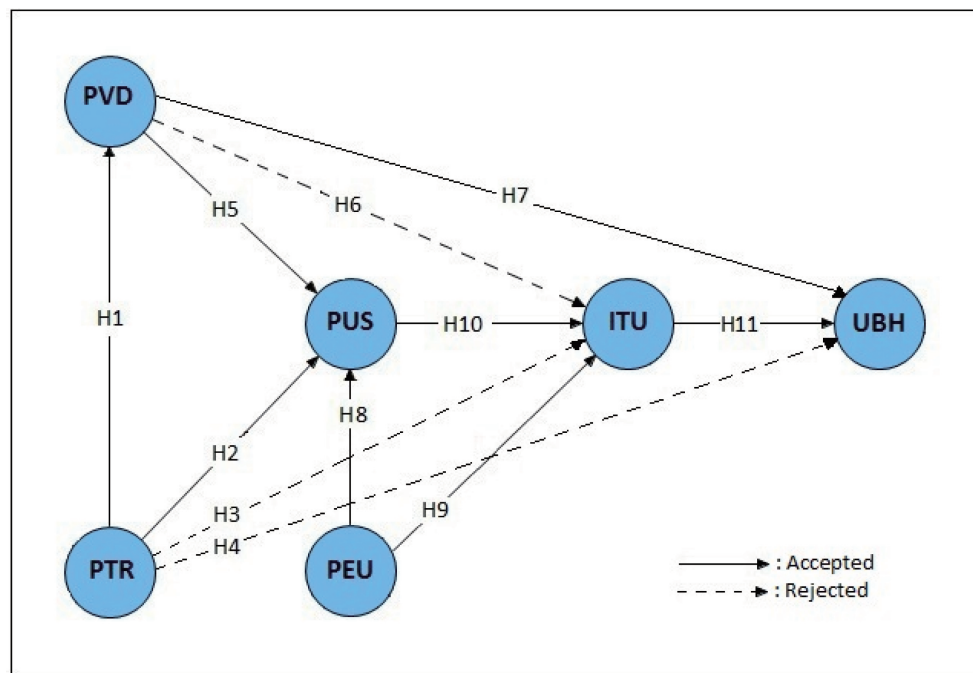 PVD
H7
H6
H5
H1
PUS
H10
ITU
H11
UBH
H8
H2
H3
H9
H4
PTR
PEU
: Accepted
: Rejected